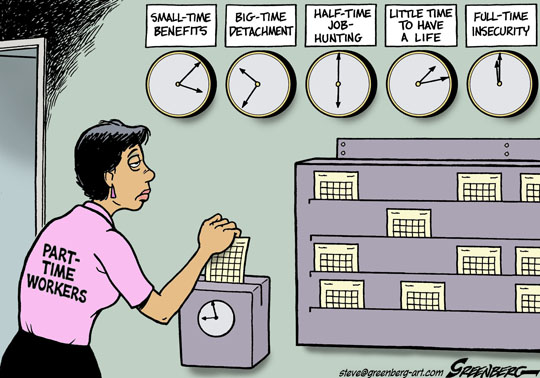 SMALL-TIME
BENEFITS
BIG-TIME
DETACHMENT
HALF-TIME
JOB-
HUNTING
LITTLE TIME
TO HAVE
A LIFE
FULL-TIME
INSECURITY
PART-
TIME
WORKERS
steve@greenberg-art.com GREENBERG